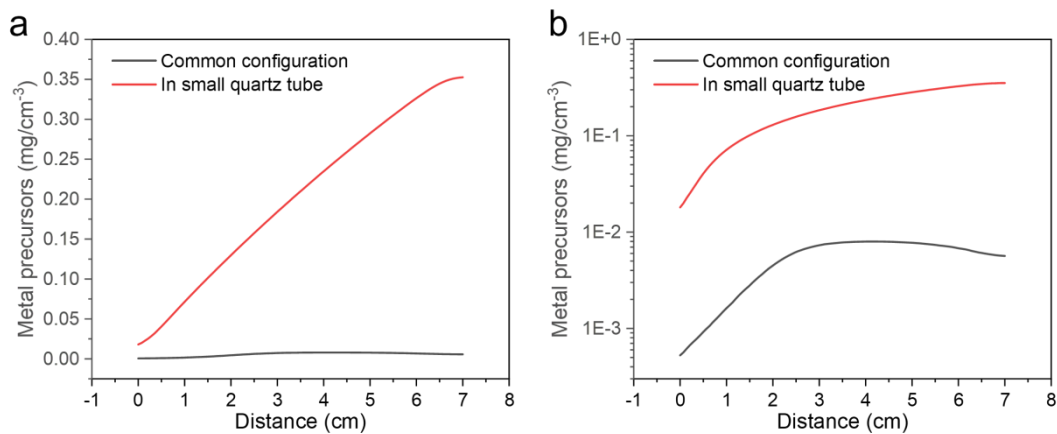 a
0.40
0.35
0.30
0.25
0.20
0.15
0.10
0.05
0.00
Metal precursors (mg/cm-3)
Common configuration
In small quartz tube
-1 0 1 2 3 4 5 6 7 8
Distance (cm)
b
1E+0
1E-1
1E-2
1E-3
Metal precursors (mg/cm-3)
Common configuration
In small quartz tube
-1 0 1 2 3 4 5 6 7 8
Distance (cm)